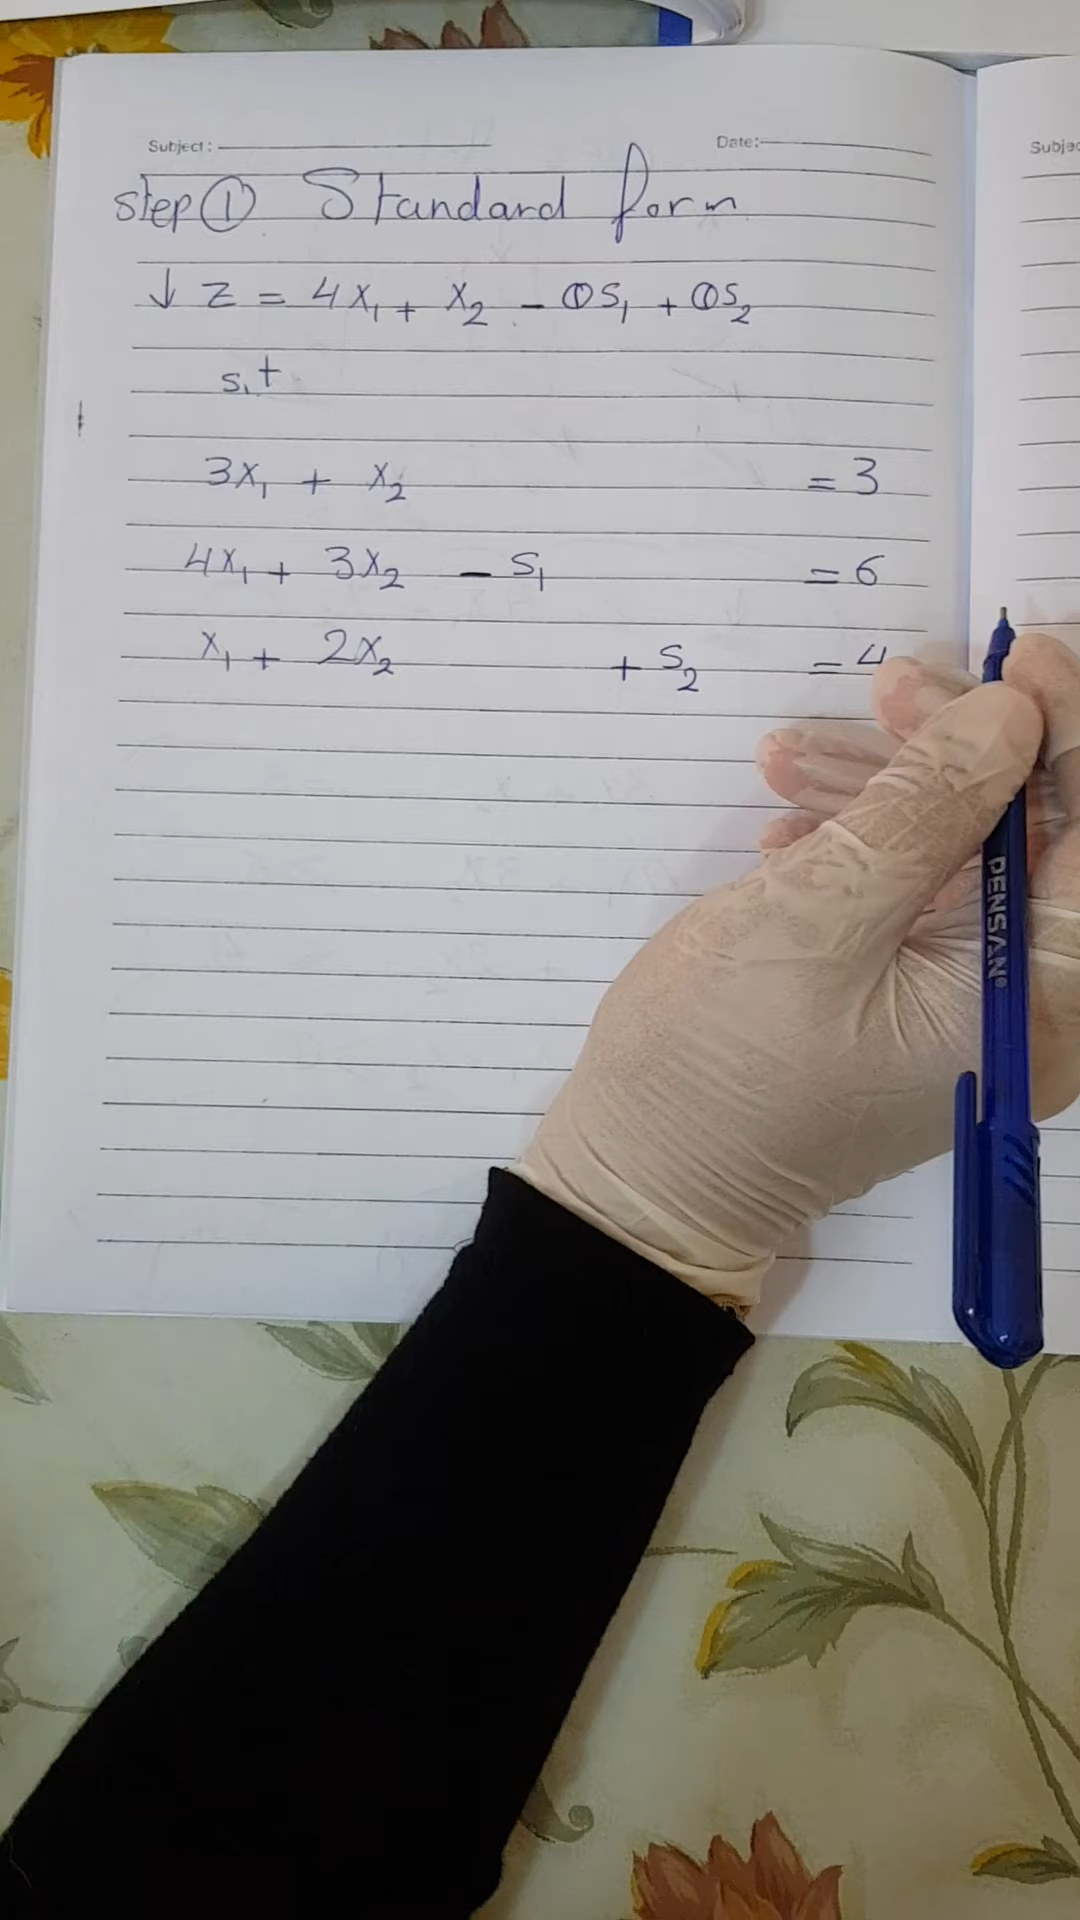 Subject: Date:
Subjec
step ① Standard form
↓ Z = 4x₁ + x₂ - 0S₁ + 0S₂
s.t
3x₁ + x₂ = 3
4x₁ + 3x₂ - S₁ = 6
x₁ + 2x₂ + S₂ = 4
PENSAN®